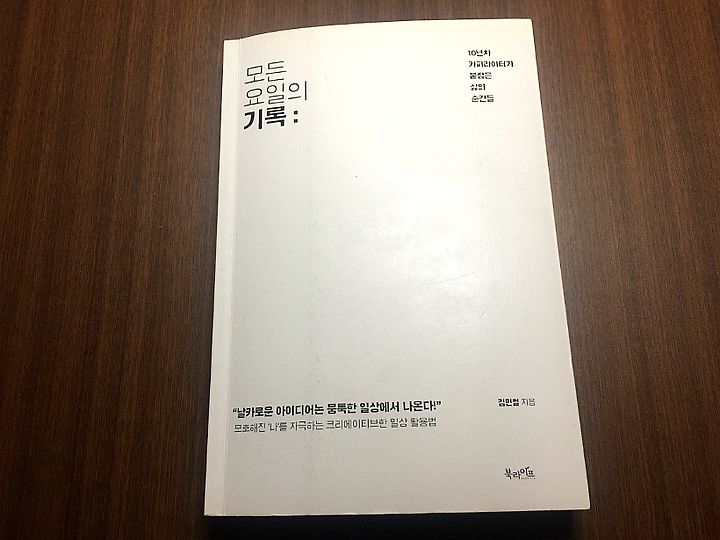 모든
요일의
기록 :
10년차
카피라이터가
붙잡은
삶의
순간들
“날카로운 아이디어는 뭉툭한 일상에서 나온다!”
모호해진 '나'를 자극하는 크리에이티브한 일상 활용법
김민철 지음
북라이프